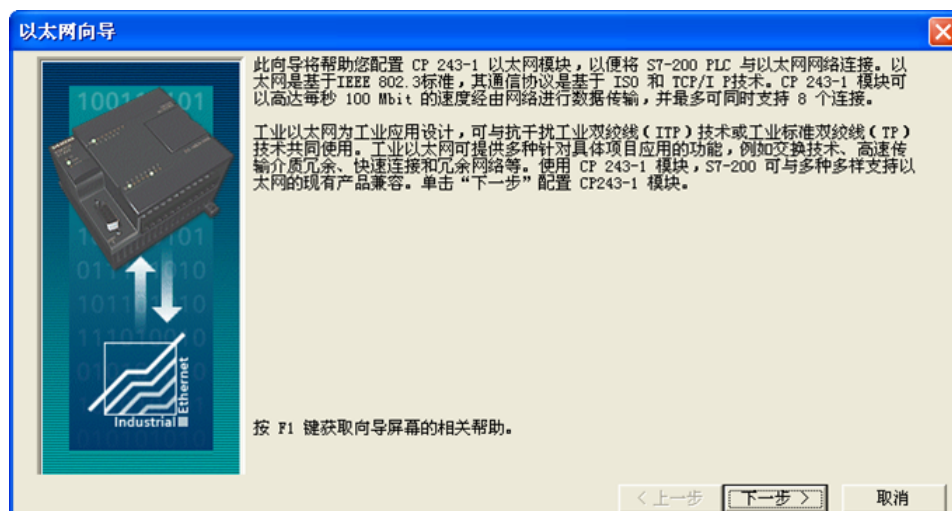 以太网向导
此向导将帮助您配置 CP 243-1 以太网模块，以便将 S7-200 PLC 与以太网网络连接。以
太网是基于IEEE 802.3标准，其通信协议是基于 ISO 和 TCP/I P技术。CP 243-1 模块可
以高达每秒 100 Mbit 的速度经由网络进行数据传输，并最多可同时支持 8 个连接。
工业以太网为工业应用设计，可与抗干扰工业双绞线（ITP）技术或工业标准双绞线（TP）
技术共同使用。工业以太网可提供多种针对具体项目应用的功能，例如交换技术、高速传
输介质冗余、快速连接和冗余网络等。使用 CP 243-1 模块，S7-200 可与多种多样支持以
太网的现有产品兼容。单击“下一步”配置 CP243-1 模块。
Industrial
Ethernet
按 F1 键获取向导屏幕的相关帮助。
< 上一步
下一步 >
取消